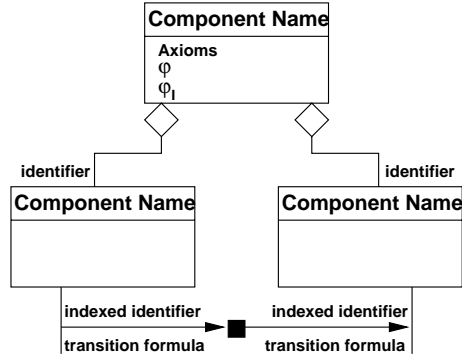 Component Name
Axioms
φ
φI
identifier
identifier
Component Name
Component Name
indexed identifier
indexed identifier
transition formula
transition formula